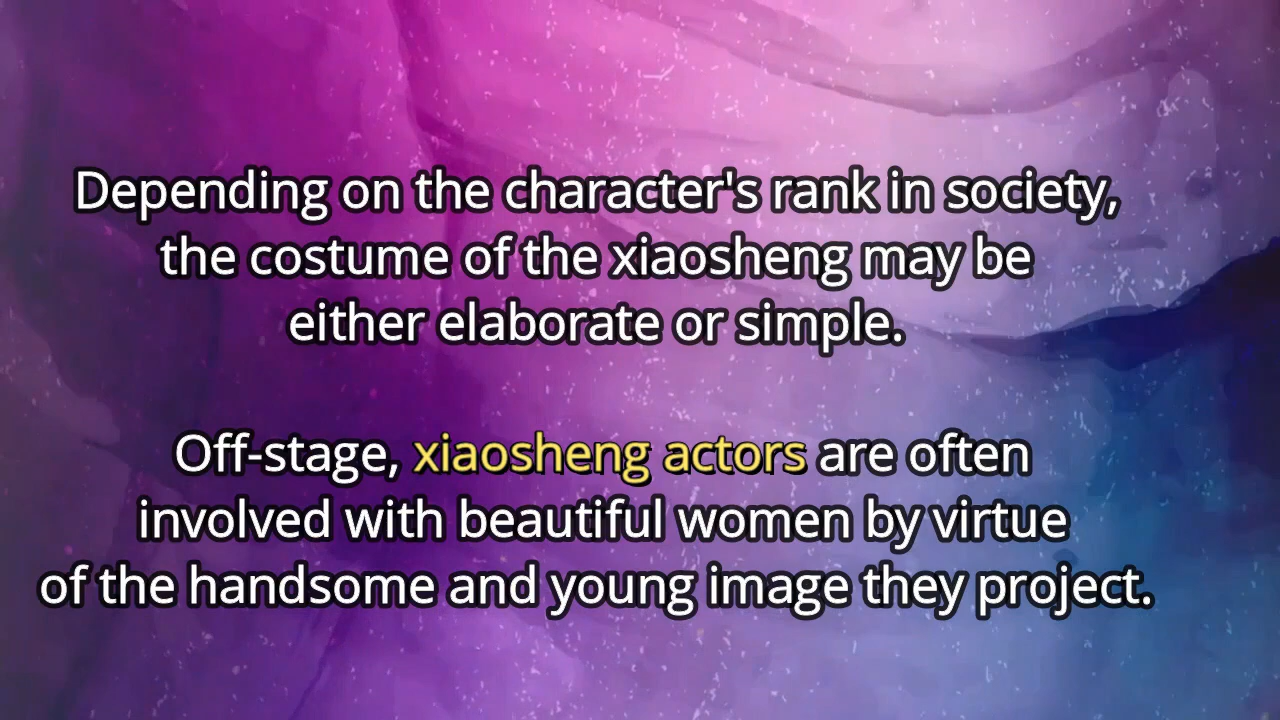 Depending on the character's rank in society,
the costume of the xiaosheng may be
either elaborate or simple.
Off-stage, xiaosheng actors are often
involved with beautiful women by virtue
of the handsome and young image they project.